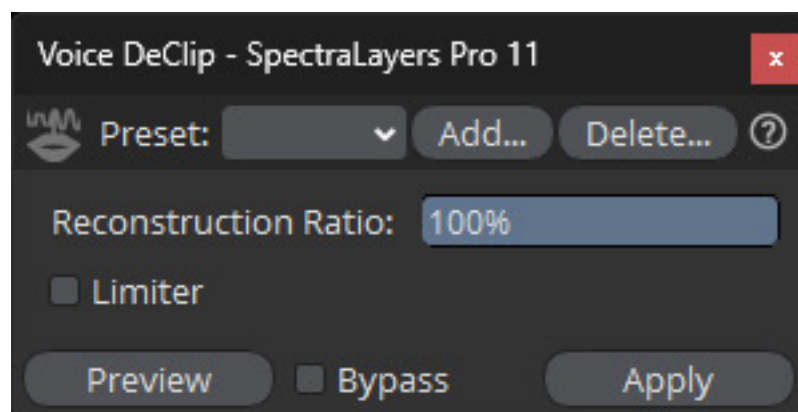 Voice DeClip - SpectraLayers Pro 11 x
Preset: Add... Delete... ?
Reconstruction Ratio: 100%
Limiter
Preview Bypass Apply